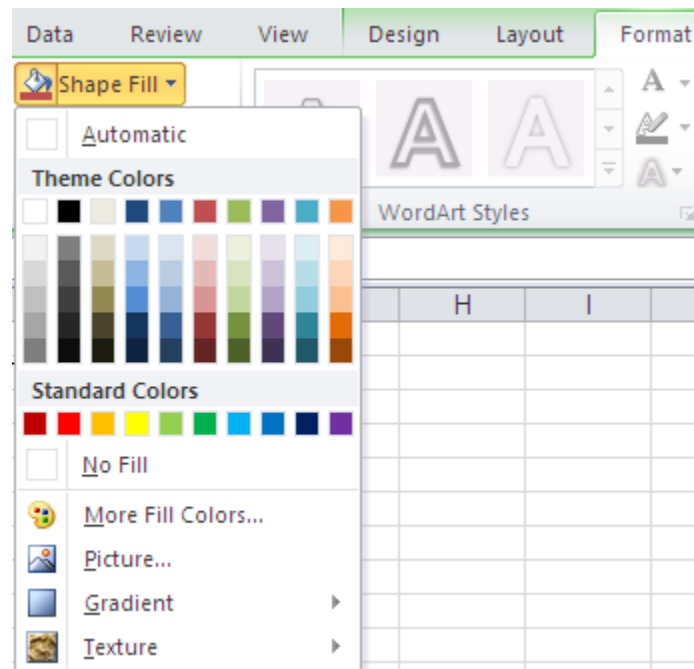 Data Review View Design Layout Format
Shape Fill
A
Automatic
A A A
Theme Colors
A
WordArt Styles
H I
Standard Colors
No Fill
More Fill Colors...
Picture...
Gradient
Texture